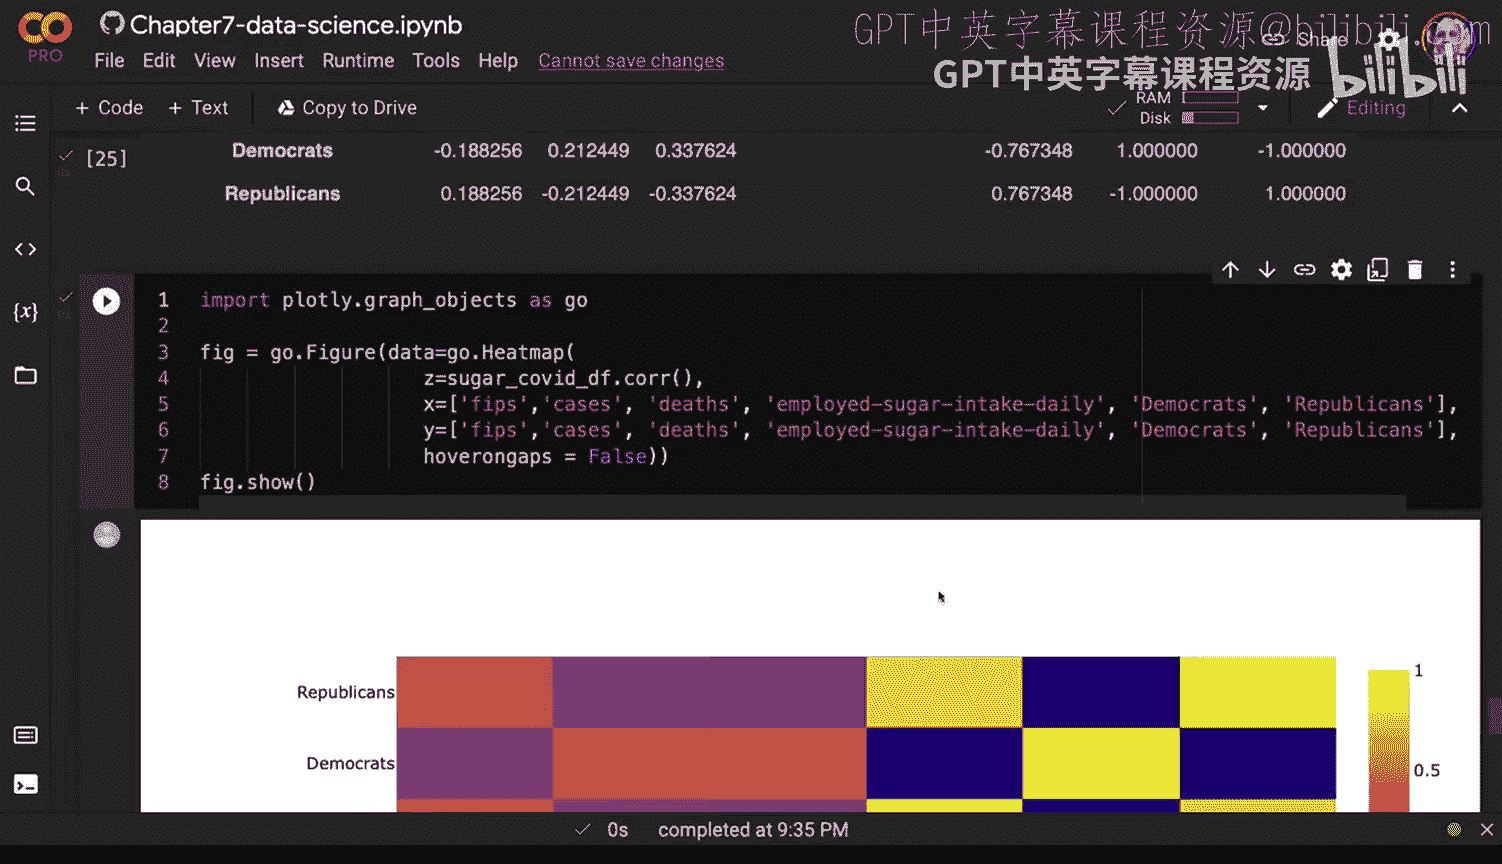 GPT中英字幕课程资源@bilibili.com
Chapter7-data-science.ipynb
Share
PRO
File Edit View Insert Runtime Tools Help Cannot save changes
GPT中英字幕课程资源 bilibili
+ Code + Text Copy to Drive
RAM
Disk
Editing
[25]
Democrats -0.188256 0.212449 0.337624 -0.767348 1.000000 -1.000000
Republicans 0.188256 -0.212449 -0.337624 0.767348 -1.000000 1.000000
{x}
1 import plotly.graph_objects as go
2
3 fig = go.Figure(data=go.Heatmap(
4 z=sugar_covid_df.corr(),
5 x=['fips','cases', 'deaths', 'employed-sugar-intake-daily', 'Democrats', 'Republicans'],
6 y=['fips','cases', 'deaths', 'employed-sugar-intake-daily', 'Democrats', 'Republicans'],
7 hoverongaps = False))
8 fig.show()
Republicans
Democrats
1
0.5
0s completed at 9:35 PM